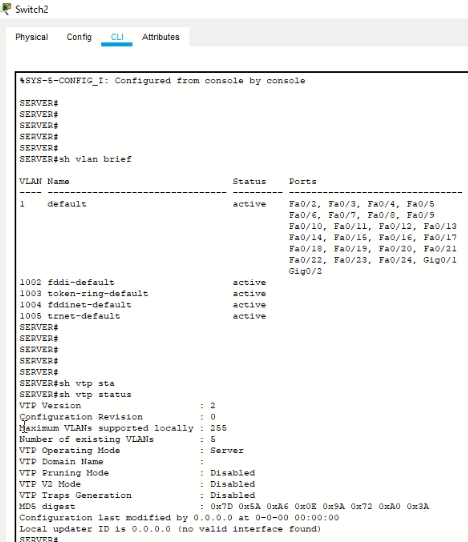 Switch2
Physical Config CLI Attributes
%SYS-5-CONFIG_I: Configured from console by console
SERVER#
SERVER#
SERVER#
SERVER#
SERVER#
SERVER#sh vlan brief
VLAN Name Status Ports
---- -------------------------------- --------- -------------------------------
1 default active Fa0/2, Fa0/3, Fa0/4, Fa0/5
Fa0/6, Fa0/7, Fa0/8, Fa0/9
Fa0/10, Fa0/11, Fa0/12, Fa0/13
Fa0/14, Fa0/15, Fa0/16, Fa0/17
Fa0/18, Fa0/19, Fa0/20, Fa0/21
Fa0/22, Fa0/23, Fa0/24, Gig0/1
Gig0/2
1002 fddi-default active
1003 token-ring-default active
1004 fddinet-default active
1005 trnet-default active
SERVER#
SERVER#
SERVER#
SERVER#
SERVER#
SERVER#sh vtp sta
SERVER#sh vtp status
VTP Version : 2
Configuration Revision : 0
Maximum VLANs supported locally : 255
Number of existing VLANs : 5
VTP Operating Mode : Server
VTP Domain Name :
VTP Pruning Mode : Disabled
VTP V2 Mode : Disabled
VTP Traps Generation : Disabled
MD5 digest : 0x7D 0x5A 0xA6 0x0E 0x9A 0x72 0xA0 0x3A
Configuration last modified by 0.0.0.0 at 0-0-00 00:00:00
Local updater ID is 0.0.0.0 (no valid interface found)
SERVER#